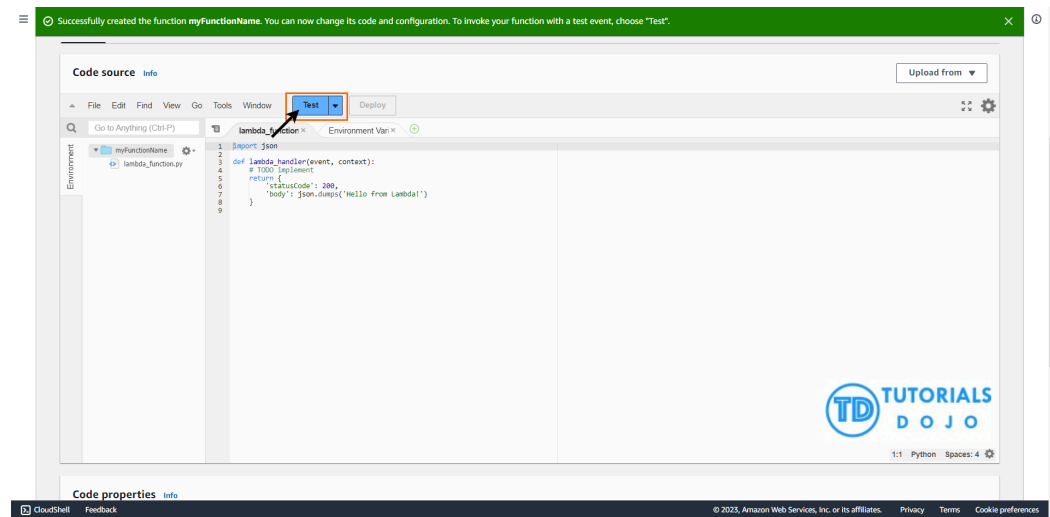 Successfully created the function myFunctionName. You can now change its code and configuration. To invoke your function with a test event, choose "Test".
Code source Info
Upload from
File Edit Find View Go Tools Window Test Deploy
Go to Anything (Ctrl-P)
lambda_function × Environment Vari ×
Environment
myFunctionName
lambda_function.py
1 import json
2
3 def lambda_handler(event, context):
4     # TODO implement
5     return {
6         'statusCode': 200,
7         'body': json.dumps('Hello from Lambda!')
8     }
9
TD TUTORIALS
DOJO
1:1 Python Spaces: 4
Code properties Info
CloudShell Feedback © 2023, Amazon Web Services, Inc. or its affiliates. Privacy Terms Cookie preferences